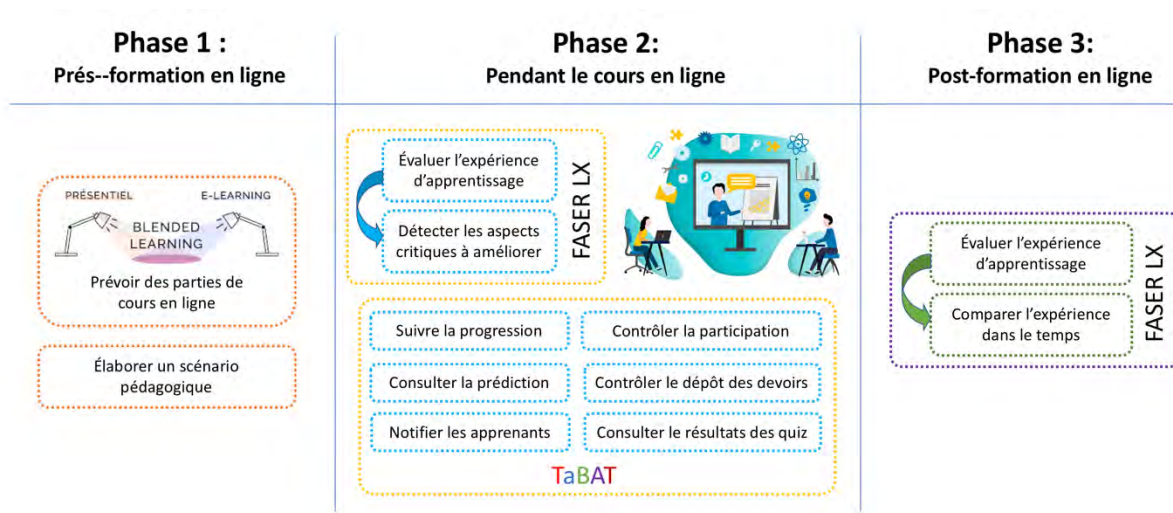 Phase 1 :
Prés--formation en ligne
PRÉSENTIEL
E-LEARNING
BLENDED
LEARNING
Prévoir des parties de
cours en ligne
Élaborer un scénario
pédagogique
Phase 2:
Pendant le cours en ligne
Évaluer l’expérience
d’apprentissage
Détecter les aspects
critiques à améliorer
FASER LX
Suivre la progression
Contrôler la participation
Consulter la prédiction
Contrôler le dépôt des devoirs
Notifier les apprenants
Consulter le résultats des quiz
TaBAT
Phase 3:
Post-formation en ligne
Évaluer l’expérience
d’apprentissage
Comparer l’expérience
dans le temps
FASER LX